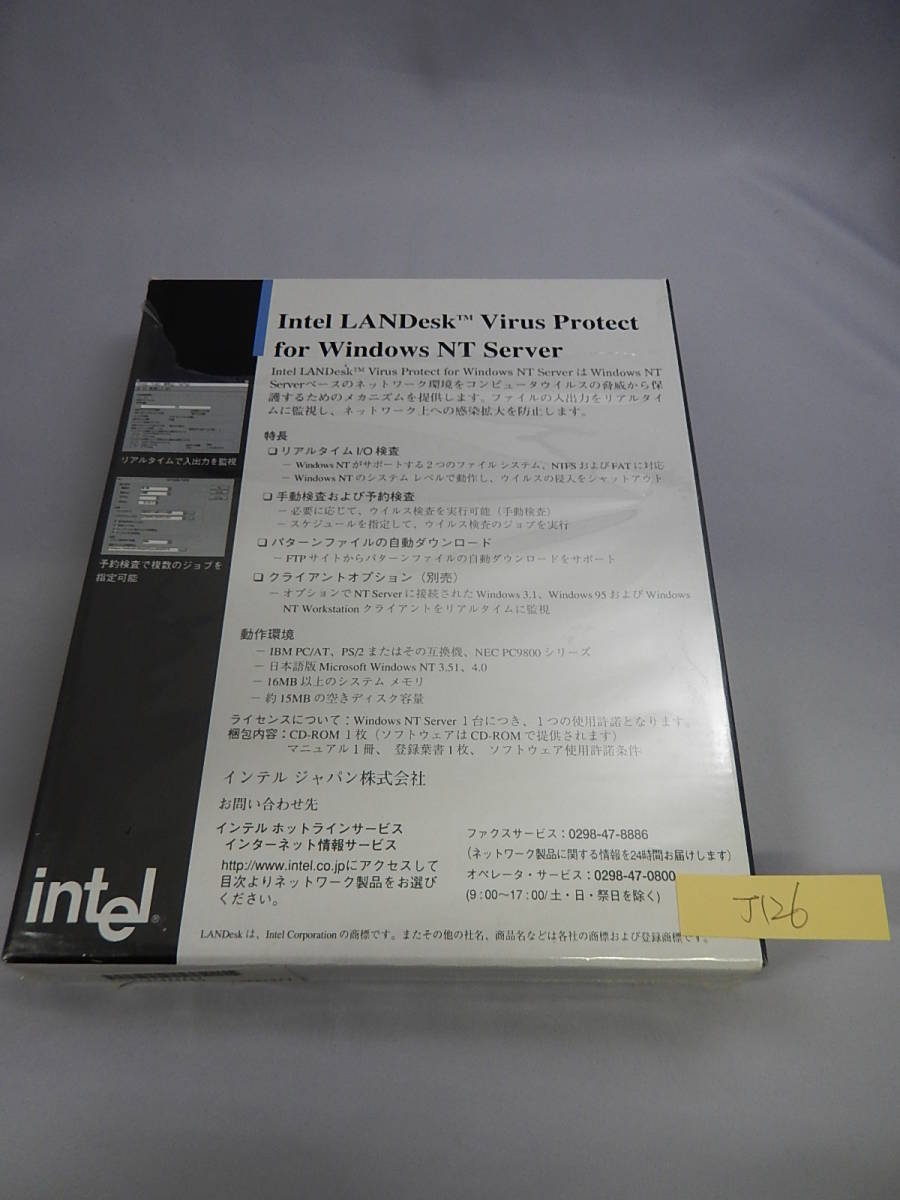 Intel LANDesk™ Virus Protect
for Windows NT Server
Intel LANDesk™ Virus Protect for Windows NT Server は Windows NT
Serverベースのネットワーク環境をコンピュータウイルスの脅威から保
護するためのメカニズムを提供します。ファイルの入出力をリアルタイ
ムに監視し、ネットワーク上への感染拡大を防止します。
特長
❏ リアルタイム I/O 検査
− Windows NTがサポートする2つのファイル システム、NTFS およびFAT に対応
− Windows NTのシステム レベルで動作し、ウイルスの侵入をシャットアウト
❏ 手動検査および予約検査
− 必要に応じて、ウイルス検査を実行可能（手動検査）
− スケジュールを指定して、ウイルス検査のジョブを実行
❏ パターンファイルの自動ダウンロード
− FTP サイトからパターンファイルの自動ダウンロードをサポート
❏ クライアントオプション（別売）
− オプションで NT Server に接続された Windows 3.1、Windows 95 および Windows
NT Workstation クライアントをリアルタイムに監視
動作環境
− IBM PC/AT、PS/2 またはその互換機、NEC PC9800 シリーズ
− 日本語版 Microsoft Windows NT 3.51、4.0
− 16MB 以上のシステム メモリ
− 約 15MB の空きディスク容量
ライセンスについて：Windows NT Server 1台につき、1つの使用許諾となります。
梱包内容：CD-ROM 1 枚（ソフトウェアは CD-ROM で提供されます）
マニュアル 1 冊、 登録葉書 1 枚、 ソフトウェア使用許諾条件
インテル ジャパン株式会社
お問い合わせ先
インテル ホットラインサービス
インターネット情報サービス
http://www.intel.co.jpにアクセスして
目次よりネットワーク製品をお選び
ください。
ファクスサービス：0298-47-8886
（ネットワーク製品に関する情報を24時間お届けします）
オペレータ・サービス：0298-47-0800
(9：00〜17：00/ 土・日・祭日を除く)
LANDesk は、Intel Corporation の商標です。またその他の社名、商品名などは各社の商標および登録商標です。
リアルタイムで入出力を監視
予約検査で複数のジョブを
指定可能
intel®
J126